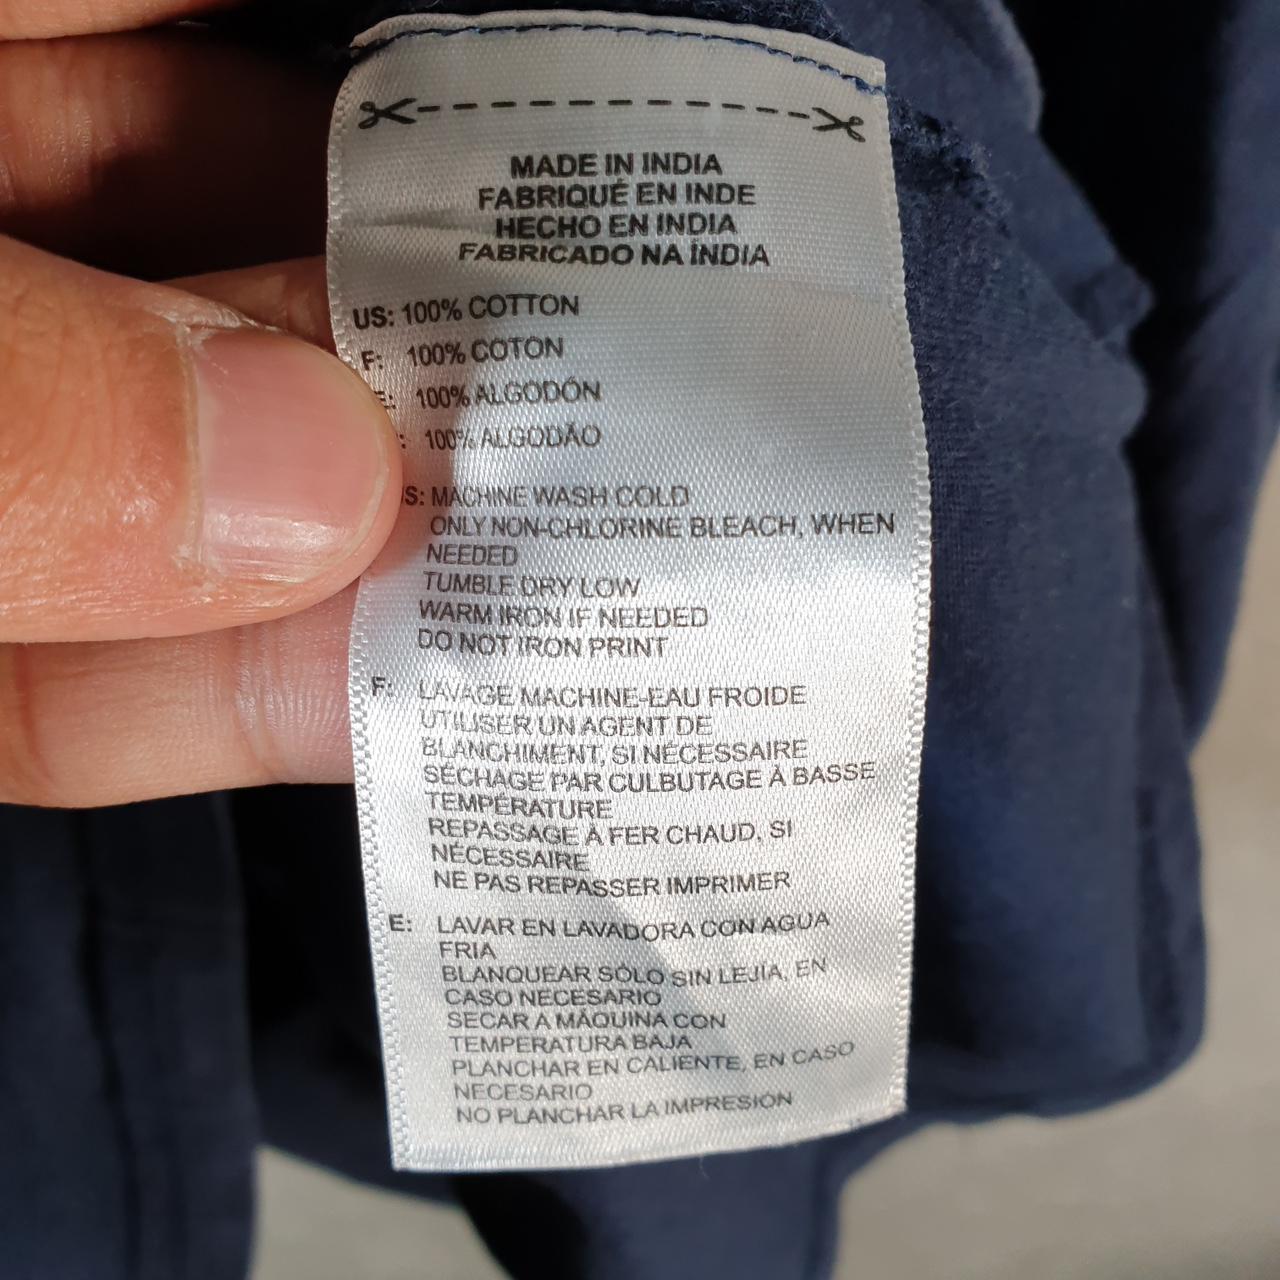 MADE IN INDIA
FABRIQUÉ EN INDE
HECHO EN INDIA
FABRICADO NA ÍNDIA
US: 100% COTTON
F: 100% COTON
E: 100% ALGODÓN
: 100% ALGODÃO
S: MACHINE WASH COLD
ONLY NON-CHLORINE BLEACH, WHEN
NEEDED
TUMBLE DRY LOW
WARM IRON IF NEEDED
DO NOT IRON PRINT
F: LAVAGE MACHINE-EAU FROIDE
UTILISER UN AGENT DE
BLANCHIMENT, SI NÉCESSAIRE
SÉCHAGE PAR CULBUTAGE À BASSE
TEMPÉRATURE
REPASSAGE À FER CHAUD, SI
NÉCESSAIRE
NE PAS REPASSER IMPRIMER
E: LAVAR EN LAVADORA CON AGUA
FRIA
BLANQUEAR SÓLO SIN LEJÍA, EN
CASO NECESARIO
SECAR A MÁQUINA CON
TEMPERATURA BAJA
PLANCHAR EN CALIENTE, EN CASO
NECESARIO
NO PLANCHAR LA IMPRESIÓN